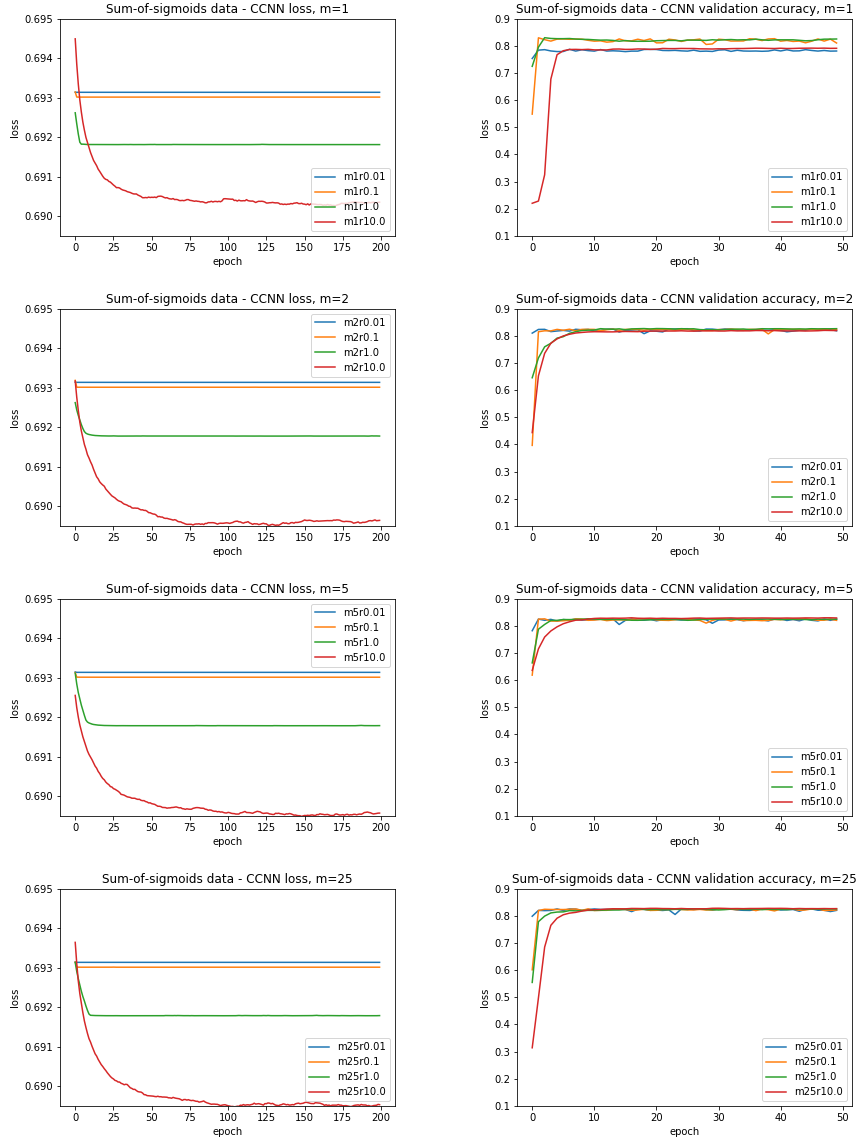 Sum-of-sigmoids data - CCNN loss, m=1
0.695
0.694
0.693
0.692
0.691
0.690
loss
0 25 50 75 100 125 150 175 200
epoch
m1r0.01
m1r0.1
m1r1.0
m1r10.0
Sum-of-sigmoids data - CCNN validation accuracy, m=1
0.9
0.8
0.7
0.6
0.5
0.4
0.3
0.2
0.1
loss
0 10 20 30 40 50
epoch
m1r0.01
m1r0.1
m1r1.0
m1r10.0
Sum-of-sigmoids data - CCNN loss, m=2
0.695
0.694
0.693
0.692
0.691
0.690
loss
0 25 50 75 100 125 150 175 200
epoch
m2r0.01
m2r0.1
m2r1.0
m2r10.0
Sum-of-sigmoids data - CCNN validation accuracy, m=2
0.9
0.8
0.7
0.6
0.5
0.4
0.3
0.2
0.1
loss
0 10 20 30 40 50
epoch
m2r0.01
m2r0.1
m2r1.0
m2r10.0
Sum-of-sigmoids data - CCNN loss, m=5
0.695
0.694
0.693
0.692
0.691
0.690
loss
0 25 50 75 100 125 150 175 200
epoch
m5r0.01
m5r0.1
m5r1.0
m5r10.0
Sum-of-sigmoids data - CCNN validation accuracy, m=5
0.9
0.8
0.7
0.6
0.5
0.4
0.3
0.2
0.1
loss
0 10 20 30 40 50
epoch
m5r0.01
m5r0.1
m5r1.0
m5r10.0
Sum-of-sigmoids data - CCNN loss, m=25
0.695
0.694
0.693
0.692
0.691
0.690
loss
0 25 50 75 100 125 150 175 200
epoch
m25r0.01
m25r0.1
m25r1.0
m25r10.0
Sum-of-sigmoids data - CCNN validation accuracy, m=25
0.9
0.8
0.7
0.6
0.5
0.4
0.3
0.2
0.1
loss
0 10 20 30 40 50
epoch
m25r0.01
m25r0.1
m25r1.0
m25r10.0